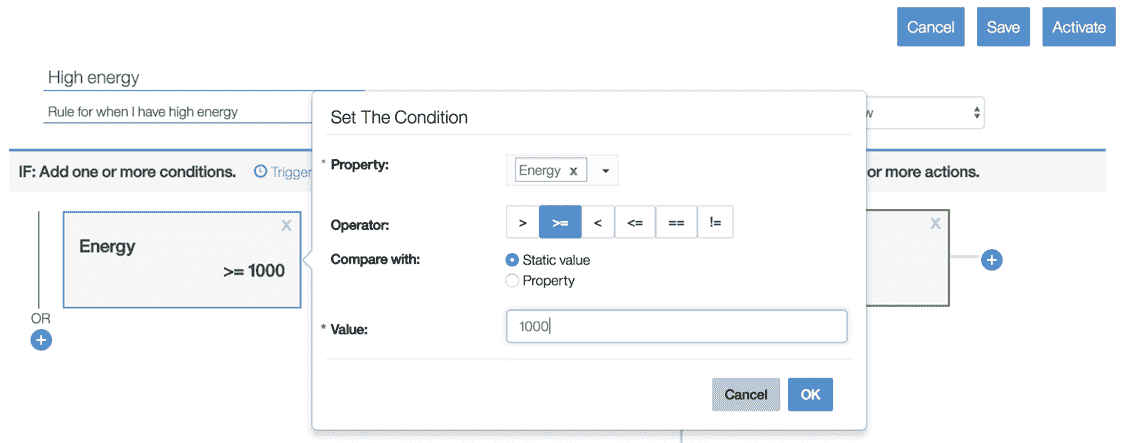 Cancel Save Activate
High energy
Rule for when I have high energy
w
Set The Condition
IF: Add one or more conditions. Trigger
or more actions.
* Property: Energy x
Operator: > >= < <= == !=
Compare with: Static value
Property
* Value: 1000
Cancel OK
Energy X
>= 1000
X
OR